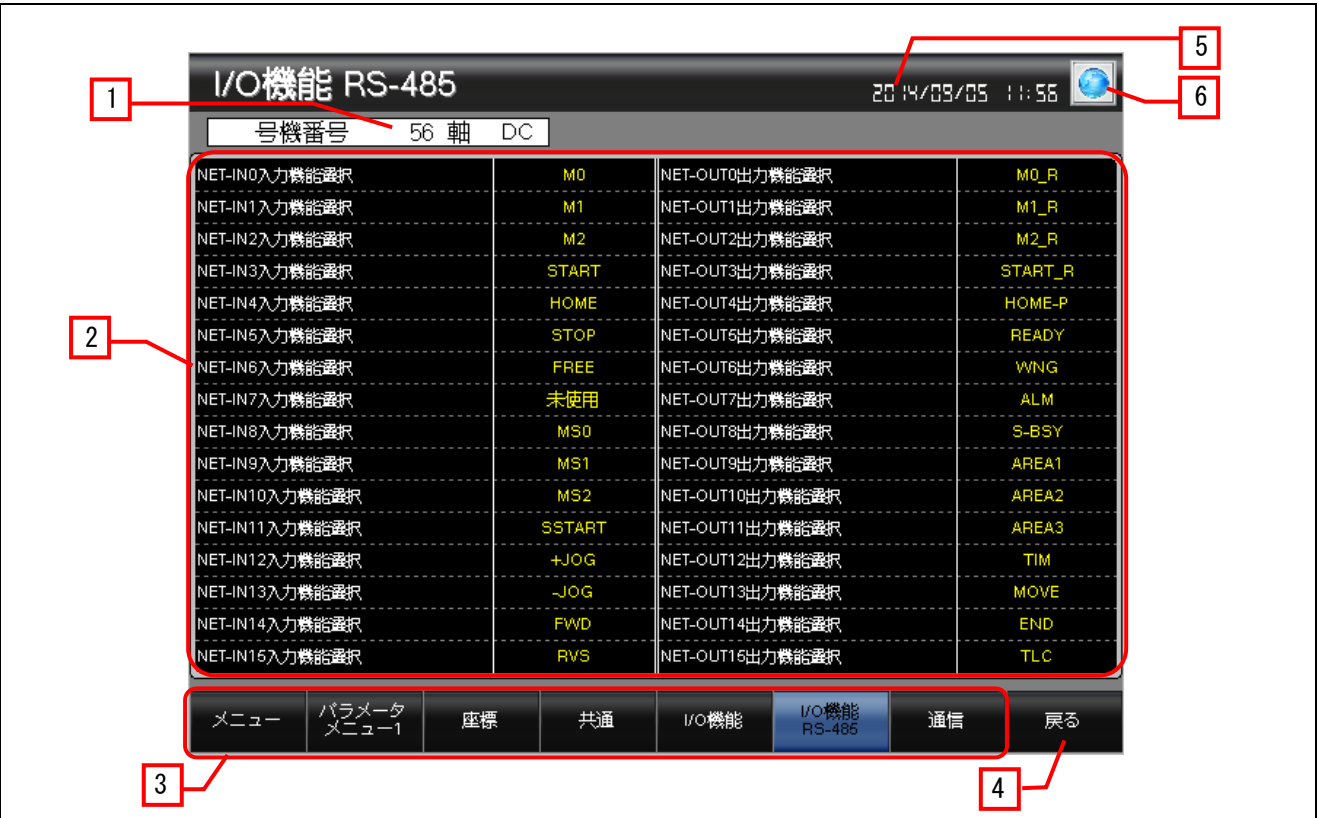 5
I/O機能 RS-485
2014/09/05 11:56
1
6
号機番号 56 軸 DC
NET-IN0入力機能選択 M0 NET-OUT0出力機能選択 M0_R
NET-IN1入力機能選択 M1 NET-OUT1出力機能選択 M1_R
NET-IN2入力機能選択 M2 NET-OUT2出力機能選択 M2_R
NET-IN3入力機能選択 START NET-OUT3出力機能選択 START_R
NET-IN4入力機能選択 HOME NET-OUT4出力機能選択 HOME-P
2
NET-IN5入力機能選択 STOP NET-OUT5出力機能選択 READY
NET-IN6入力機能選択 FREE NET-OUT6出力機能選択 WNG
NET-IN7入力機能選択 未使用 NET-OUT7出力機能選択 ALM
NET-IN8入力機能選択 MS0 NET-OUT8出力機能選択 S-BSY
NET-IN9入力機能選択 MS1 NET-OUT9出力機能選択 AREA1
NET-IN10入力機能選択 MS2 NET-OUT10出力機能選択 AREA2
NET-IN11入力機能選択 SSTART NET-OUT11出力機能選択 AREA3
NET-IN12入力機能選択 +JOG NET-OUT12出力機能選択 TIM
NET-IN13入力機能選択 -JOG NET-OUT13出力機能選択 MOVE
NET-IN14入力機能選択 FWD NET-OUT14出力機能選択 END
NET-IN15入力機能選択 RVS NET-OUT15出力機能選択 TLC
メニュー
パラメータ
メニュー1
座標
共通
I/O機能
I/O機能
RS-485
通信
戻る
3
4